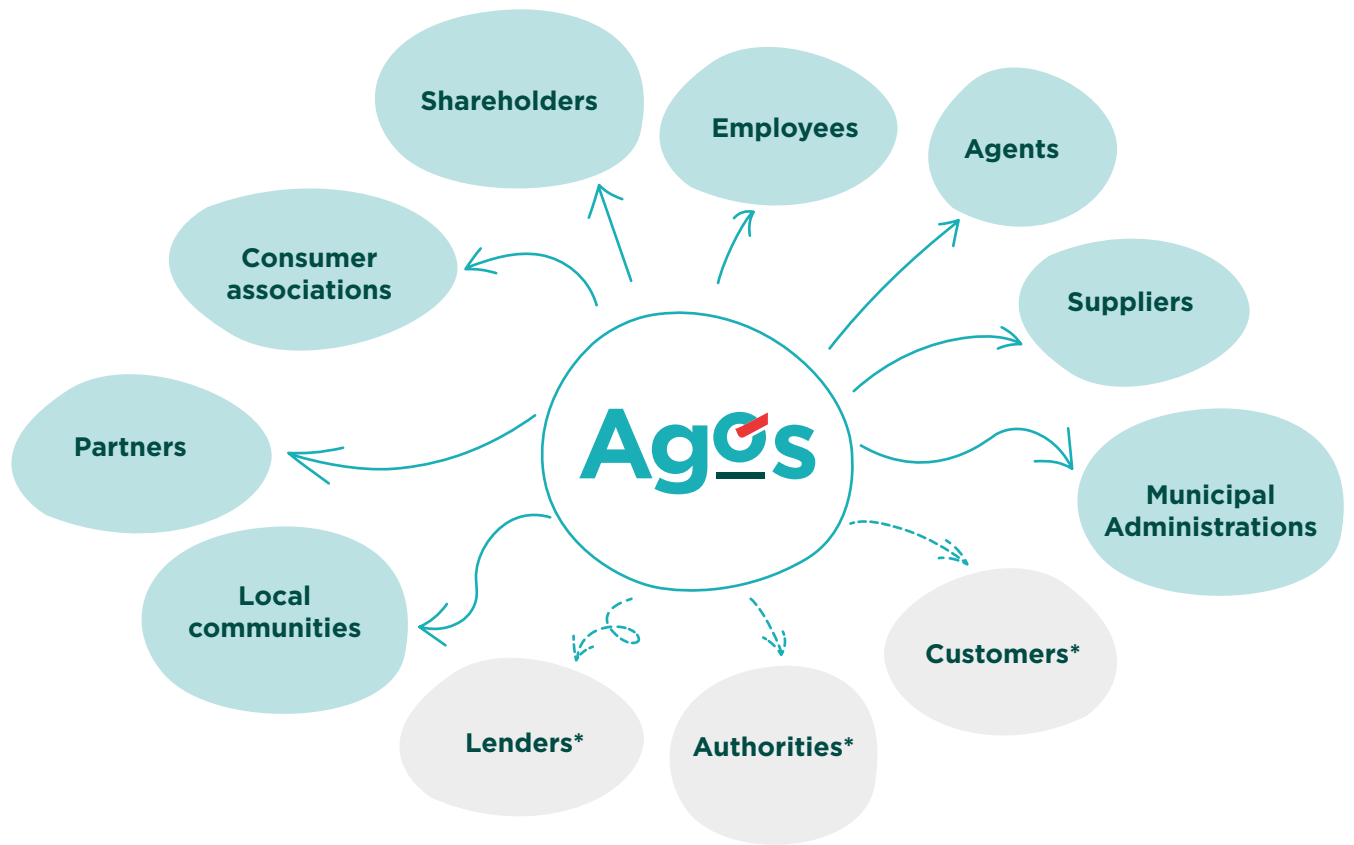 Shareholders
Employees
Agents
Consumer
associations
Suppliers
Partners
Agos
Municipal
Administrations
Local
communities
Customers*
Lenders*
Authorities*